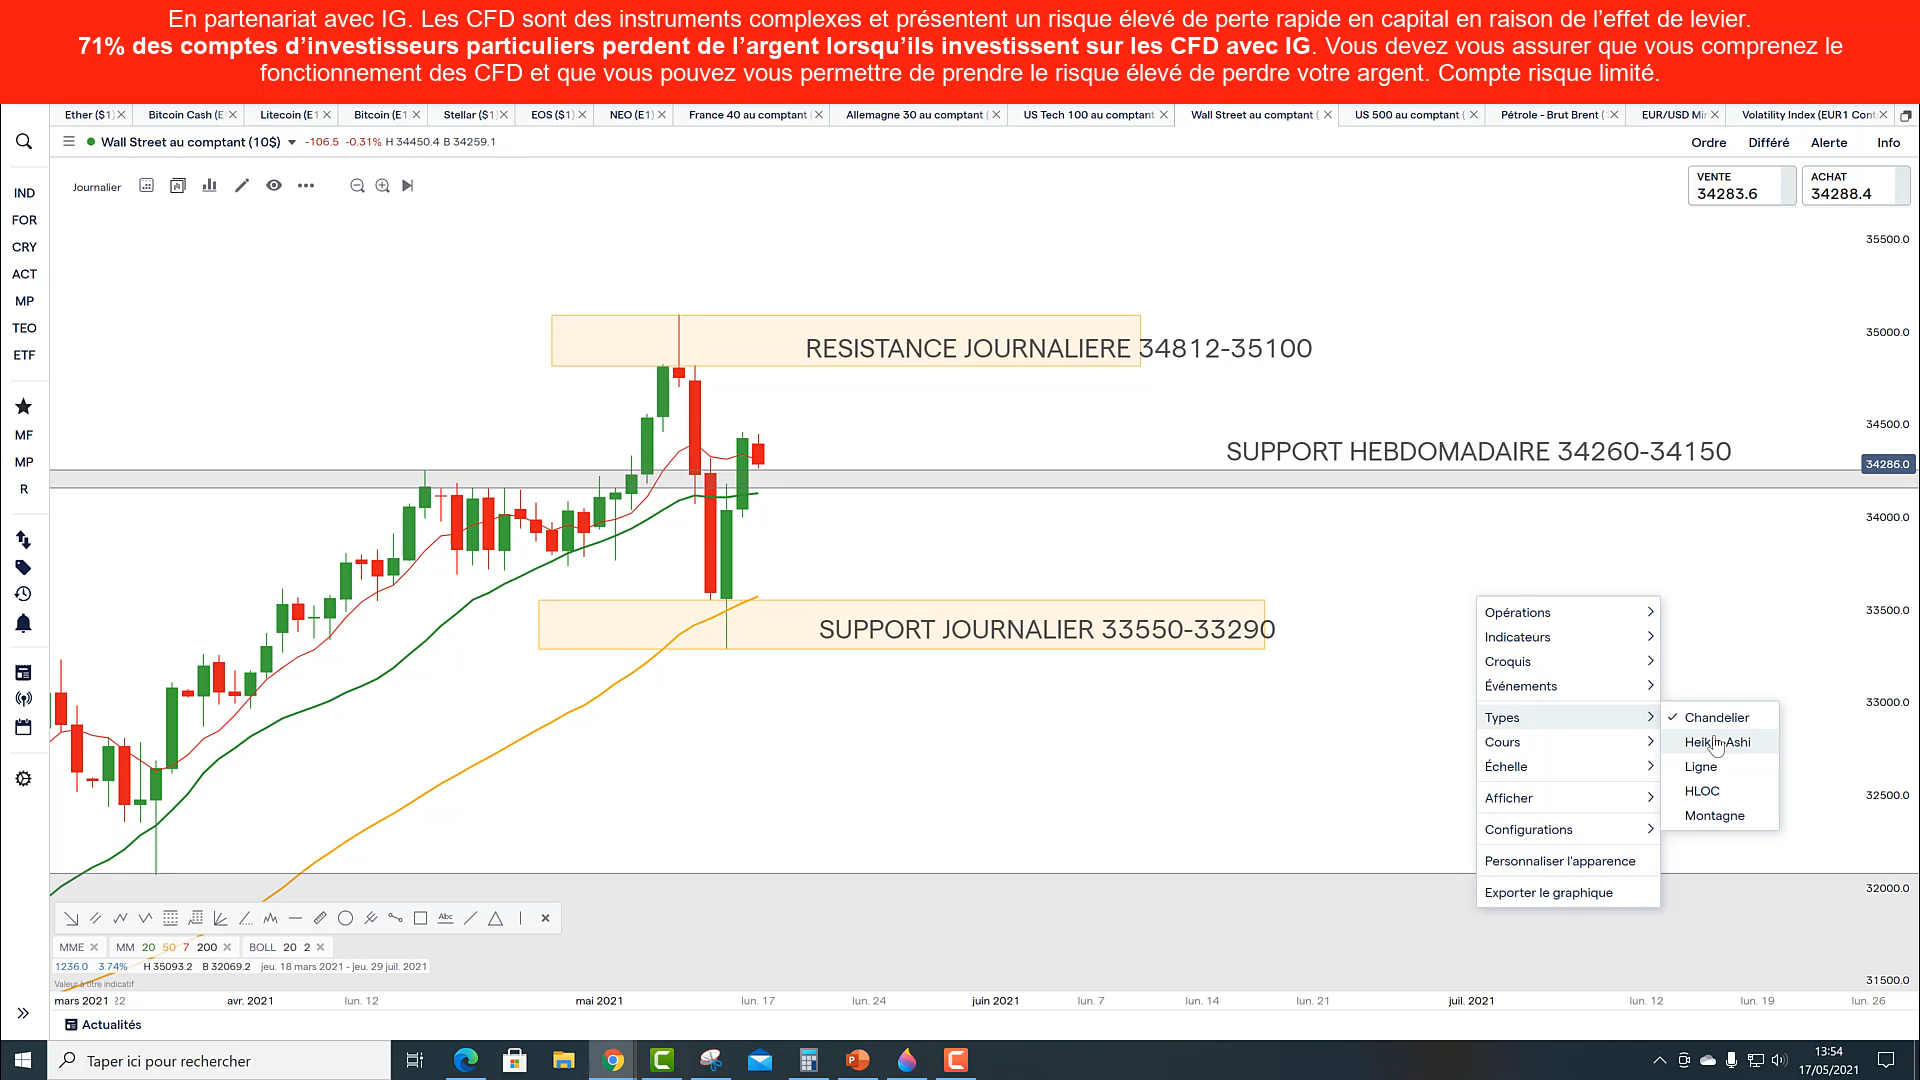 En partenariat avec IG. Les CFD sont des instruments complexes et présentent un risque élevé de perte rapide en capital en raison de l’effet de levier.
71% des comptes d’investisseurs particuliers perdent de l’argent lorsqu’ils investissent sur les CFD avec IG. Vous devez vous assurer que vous comprenez le
fonctionnement des CFD et que vous pouvez vous permettre de prendre le risque élevé de perdre votre argent. Compte risque limité.
Ether ($1) Bitcoin Cash (E Litecoin (E1 Bitcoin (E1) Stellar ($1) EOS ($1) NEO (E1) France 40 au comptant ( Allemagne 30 au comptant ( US Tech 100 au comptant Wall Street au comptant ( US 500 au comptant ( Pétrole - Brut Brent ( EUR/USD Mi Volatility Index (EUR1 Cont
Wall Street au comptant (10$) -106.5 -0.31% H 34450.4 B 34259.1
Ordre Différé Alerte Info
Journalier
VENTE
34283.6
ACHAT
34288.4
IND
FOR
CRY
ACT
MP
TEO
ETF
MF
MP
R
35500.0
35000.0
34500.0
34286.0
34000.0
33500.0
33000.0
32500.0
32000.0
31500.0
RESISTANCE JOURNALIERE 34812-35100
SUPPORT HEBDOMADAIRE 34260-34150
SUPPORT JOURNALIER 33550-33290
Opérations
Indicateurs
Croquis
Événements
Types
Cours
Échelle
Afficher
Configurations
Personnaliser l'apparence
Exporter le graphique
Chandelier
Heikin Ashi
Ligne
HLOC
Montagne
Abc
MME MM 20 50 7 200 BOLL 20 2
1236.0 3.74% H 35093.2 B 32069.2 jeu. 18 mars 2021 - jeu. 29 juil. 2021
Valeur à titre indicatif
mars 2021 22 avr. 2021 lun. 12 mai 2021 lun. 17 lun. 24 juin 2021 lun. 7 lun. 14 lun. 21 juil. 2021 lun. 12 lun. 19 lun. 26
Actualités
Taper ici pour rechercher
13:54
17/05/2021